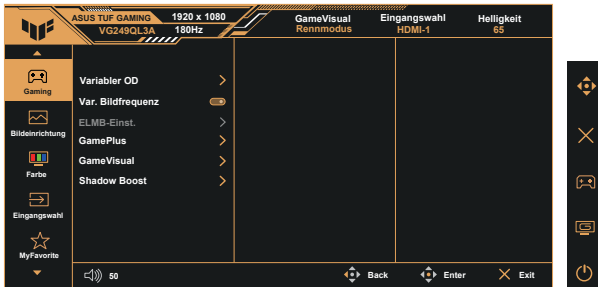 ASUS TUF GAMING 1920 x 1080 GameVisual Eingangswahl Helligkeit
VG249QL3A 180Hz Rennmodus HDMI-1 65
Gaming
Bildeinrichtung
Farbe
Eingangswahl
MyFavorite
Variabler OD
Var. Bildfrequenz
ELMB-Einst.
GamePlus
GameVisual
Shadow Boost
50 Back Enter Exit